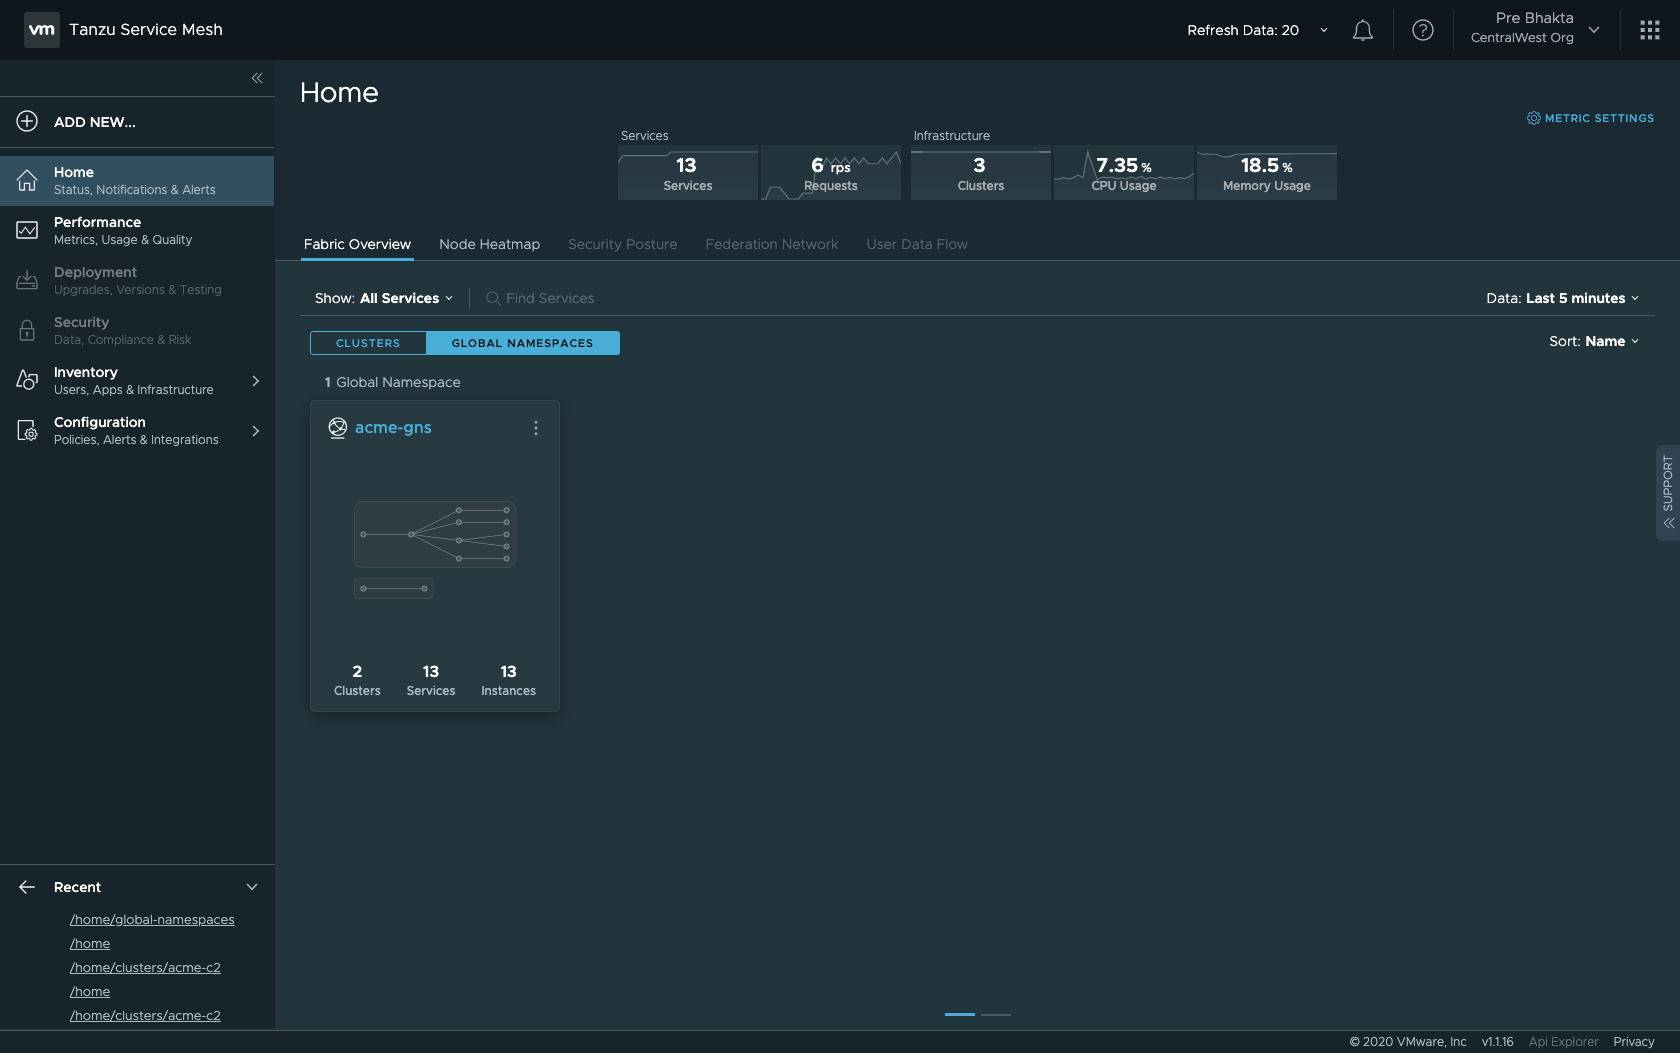 vm Tanzu Service Mesh
Refresh Data: 20
Pre Bhakta
CentralWest Org
ADD NEW...
Home
Status, Notifications & Alerts
Performance
Metrics, Usage & Quality
Deployment
Upgrades, Versions & Testing
Security
Data, Compliance & Risk
Inventory
Users, Apps & Infrastructure
Configuration
Policies, Alerts & Integrations
Recent
/home/global-namespaces
/home
/home/clusters/acme-c2
/home
/home/clusters/acme-c2
Home
METRIC SETTINGS
Services
13
Services
6 rps
Requests
Infrastructure
3
Clusters
7.35 %
CPU Usage
18.5 %
Memory Usage
Fabric Overview Node Heatmap Security Posture Federation Network User Data Flow
Show: All Services Find Services Data: Last 5 minutes
CLUSTERS GLOBAL NAMESPACES Sort: Name
1 Global Namespace
acme-gns
2 13 13
Clusters Services Instances
SUPPORT
© 2020 VMware, Inc v1.1.16 Api Explorer Privacy